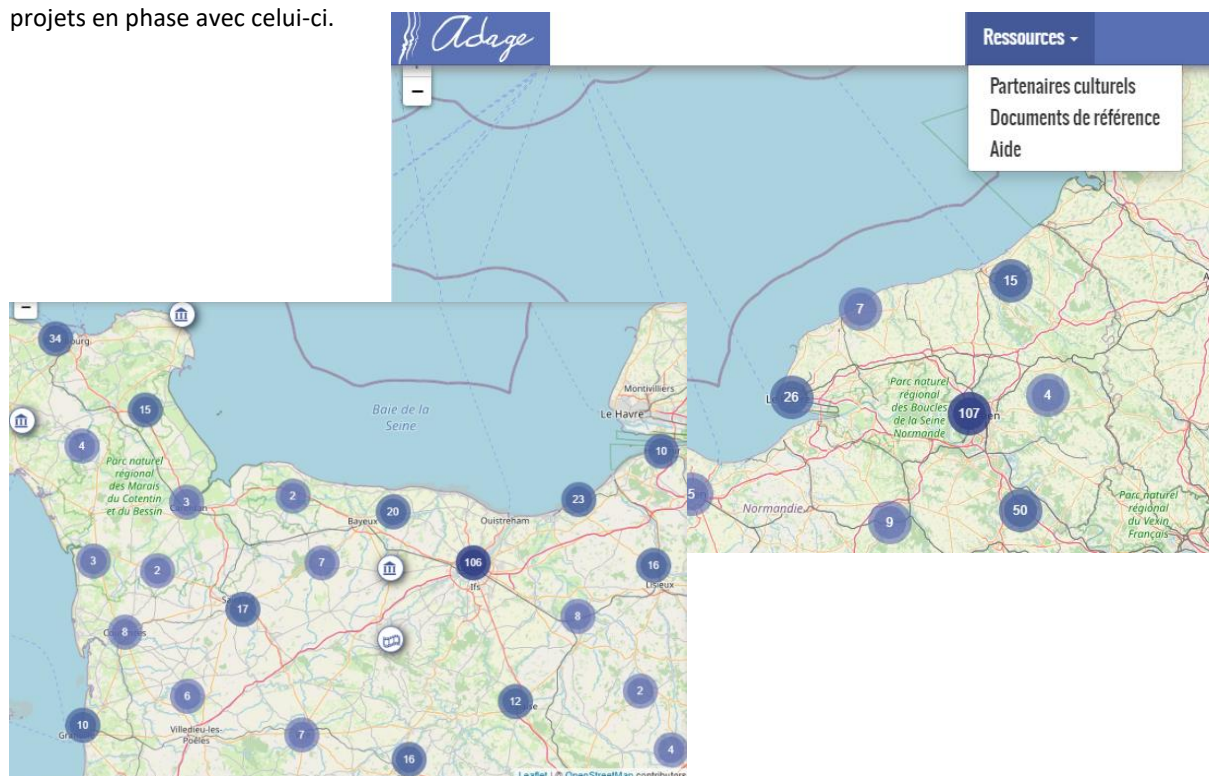 projets en phase avec celui-ci.
Adage
Ressources
Partenaires culturels
Documents de référence
Aide
−
15
7
26
Parc naturel
régional
des Boucles
de la Seine
Normande
107
4
5
Normandie
9
50
Parc naturel
régional
du Vexin
Français
−
34
15
4
Parc naturel
régional
des Marais
du Cotentin
et du Bessin
3
2
Baie de la
Seine
Montivilliers
Le Havre
10
23
20
Bayeux
Ouistreham
3
2
7
106
Ifs
16
Lisieux
17
8
8
6
Villedieu-les-
Poêles
10
7
12
2
16
4
Leaflet | © OpenStreetMap contributors